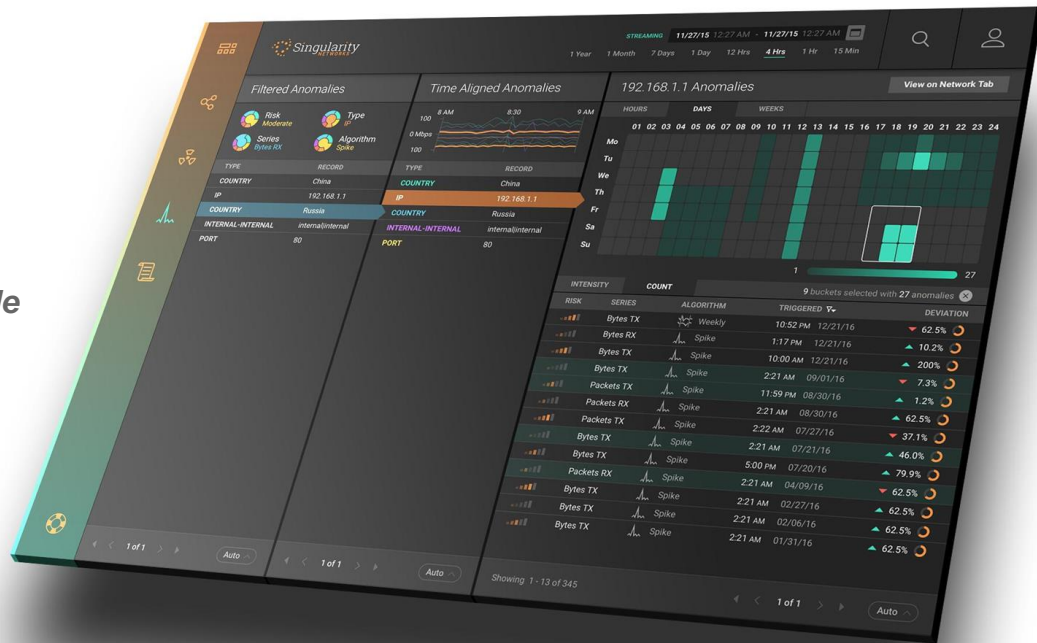 le
Singularity
NETWORKS
STREAMING 11/27/15 12:27 AM - 11/27/15 12:27 AM
1 Year 1 Month 7 Days 1 Day 12 Hrs 4 Hrs 1 Hr 15 Min
Filtered Anomalies
Risk
Moderate
Type
IP
Series
Bytes RX
Algorithm
Spike
TYPE RECORD
COUNTRY China
IP 192.168.1.1
COUNTRY Russia
INTERNAL-INTERNAL internal|internal
PORT 80
1 of 1
Auto
Time Aligned Anomalies
8 AM 8:30 9 AM
100
0 Mbps
100
TYPE RECORD
COUNTRY China
IP 192.168.1.1
COUNTRY Russia
INTERNAL-INTERNAL internal|internal
PORT 80
1 of 1
Auto
192.168.1.1 Anomalies
View on Network Tab
HOURS DAYS WEEKS
01 02 03 04 05 06 07 08 09 10 11 12 13 14 15 16 17 18 19 20 21 22 23 24
Mo
Tu
We
Th
Fr
Sa
Su
1 27
INTENSITY COUNT
9 buckets selected with 27 anomalies
RISK SERIES ALGORITHM TRIGGERED DEVIATION
Bytes TX Weekly 10:52 PM 12/21/16 62.5%
Bytes RX Spike 1:17 PM 12/21/16 10.2%
Bytes TX Spike 10:00 AM 12/21/16 200%
Bytes TX Spike 2:21 AM 09/01/16 7.3%
Packets TX Spike 11:59 PM 08/30/16 1.2%
Packets RX Spike 2:21 AM 08/30/16 62.5%
Packets TX Spike 2:22 AM 07/27/16 37.1%
Bytes TX Spike 2:21 AM 07/21/16 46.0%
Bytes TX Spike 5:00 PM 07/20/16 79.9%
Packets RX Spike 2:21 AM 04/09/16 62.5%
Bytes TX Spike 2:21 AM 02/27/16 62.5%
Bytes TX Spike 2:21 AM 02/06/16 62.5%
Bytes TX Spike 2:21 AM 01/31/16 62.5%
Showing 1 - 13 of 345
1 of 1
Auto